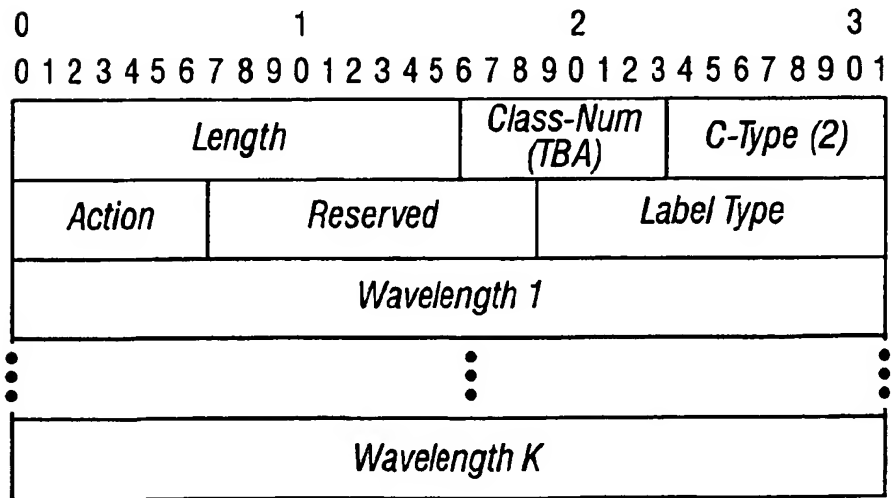 0 1 2 3
0 1 2 3 4 5 6 7 8 9 0 1 2 3 4 5 6 7 8 9 0 1 2 3 4 5 6 7 8 9 0 1
Length Class-Num (TBA) C-Type (2)
Action Reserved Label Type
Wavelength 1
Wavelength K